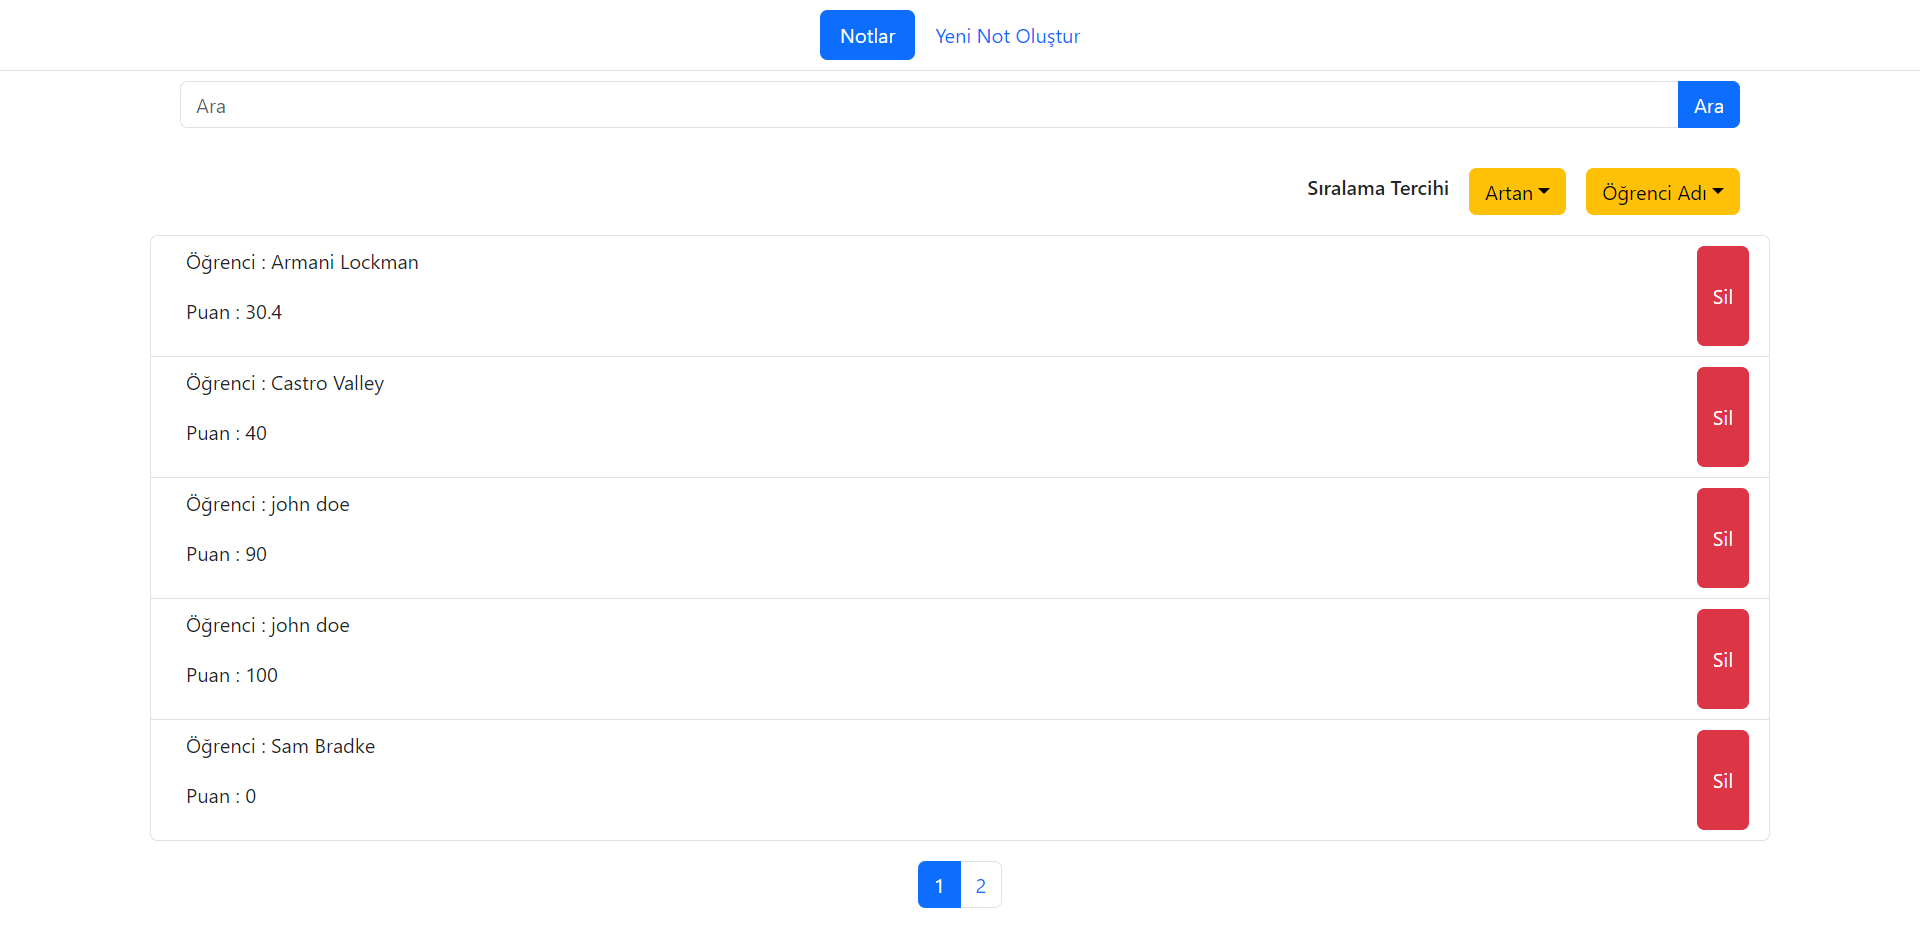 Notlar Yeni Not Oluştur
Ara Ara
Sıralama Tercihi Artan Öğrenci Adı
Öğrenci : Armani Lockman
Puan : 30.4
Sil
Öğrenci : Castro Valley
Puan : 40
Sil
Öğrenci : john doe
Puan : 90
Sil
Öğrenci : john doe
Puan : 100
Sil
Öğrenci : Sam Bradke
Puan : 0
Sil
1 2